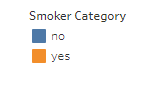 Smoker Category
no
yes